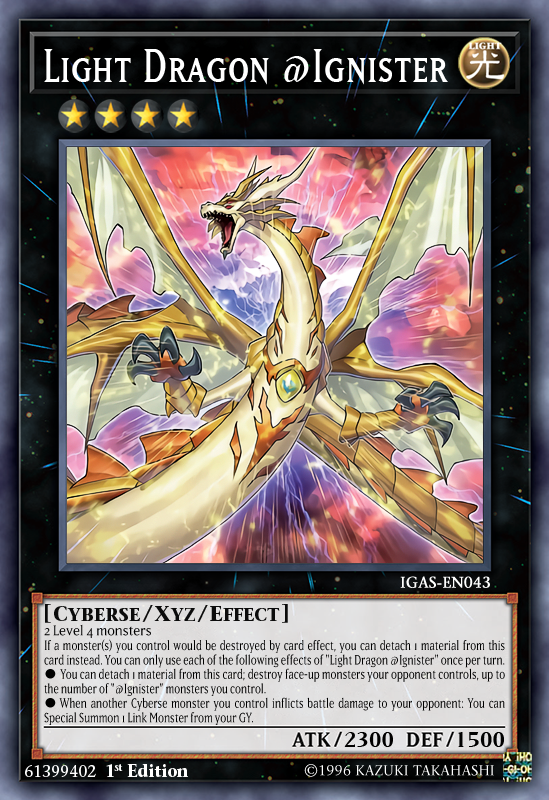 Light Dragon @Ignister
LIGHT
光
IGAS-EN043
[Cyberse/Xyz/Effect]
2 Level 4 monsters
If a monster(s) you control would be destroyed by card effect, you can detach 1 material from this
card instead. You can only use each of the following effects of "Light Dragon @Ignister" once per turn.
● You can detach 1 material from this card; destroy face-up monsters your opponent controls, up to
the number of "@Ignister" monsters you control.
● When another Cyberse monster you control inflicts battle damage to your opponent: You can
Special Summon 1 Link Monster from your GY.
ATK/2300 DEF/1500
61399402 1st Edition ©1996 KAZUKI TAKAHASHI